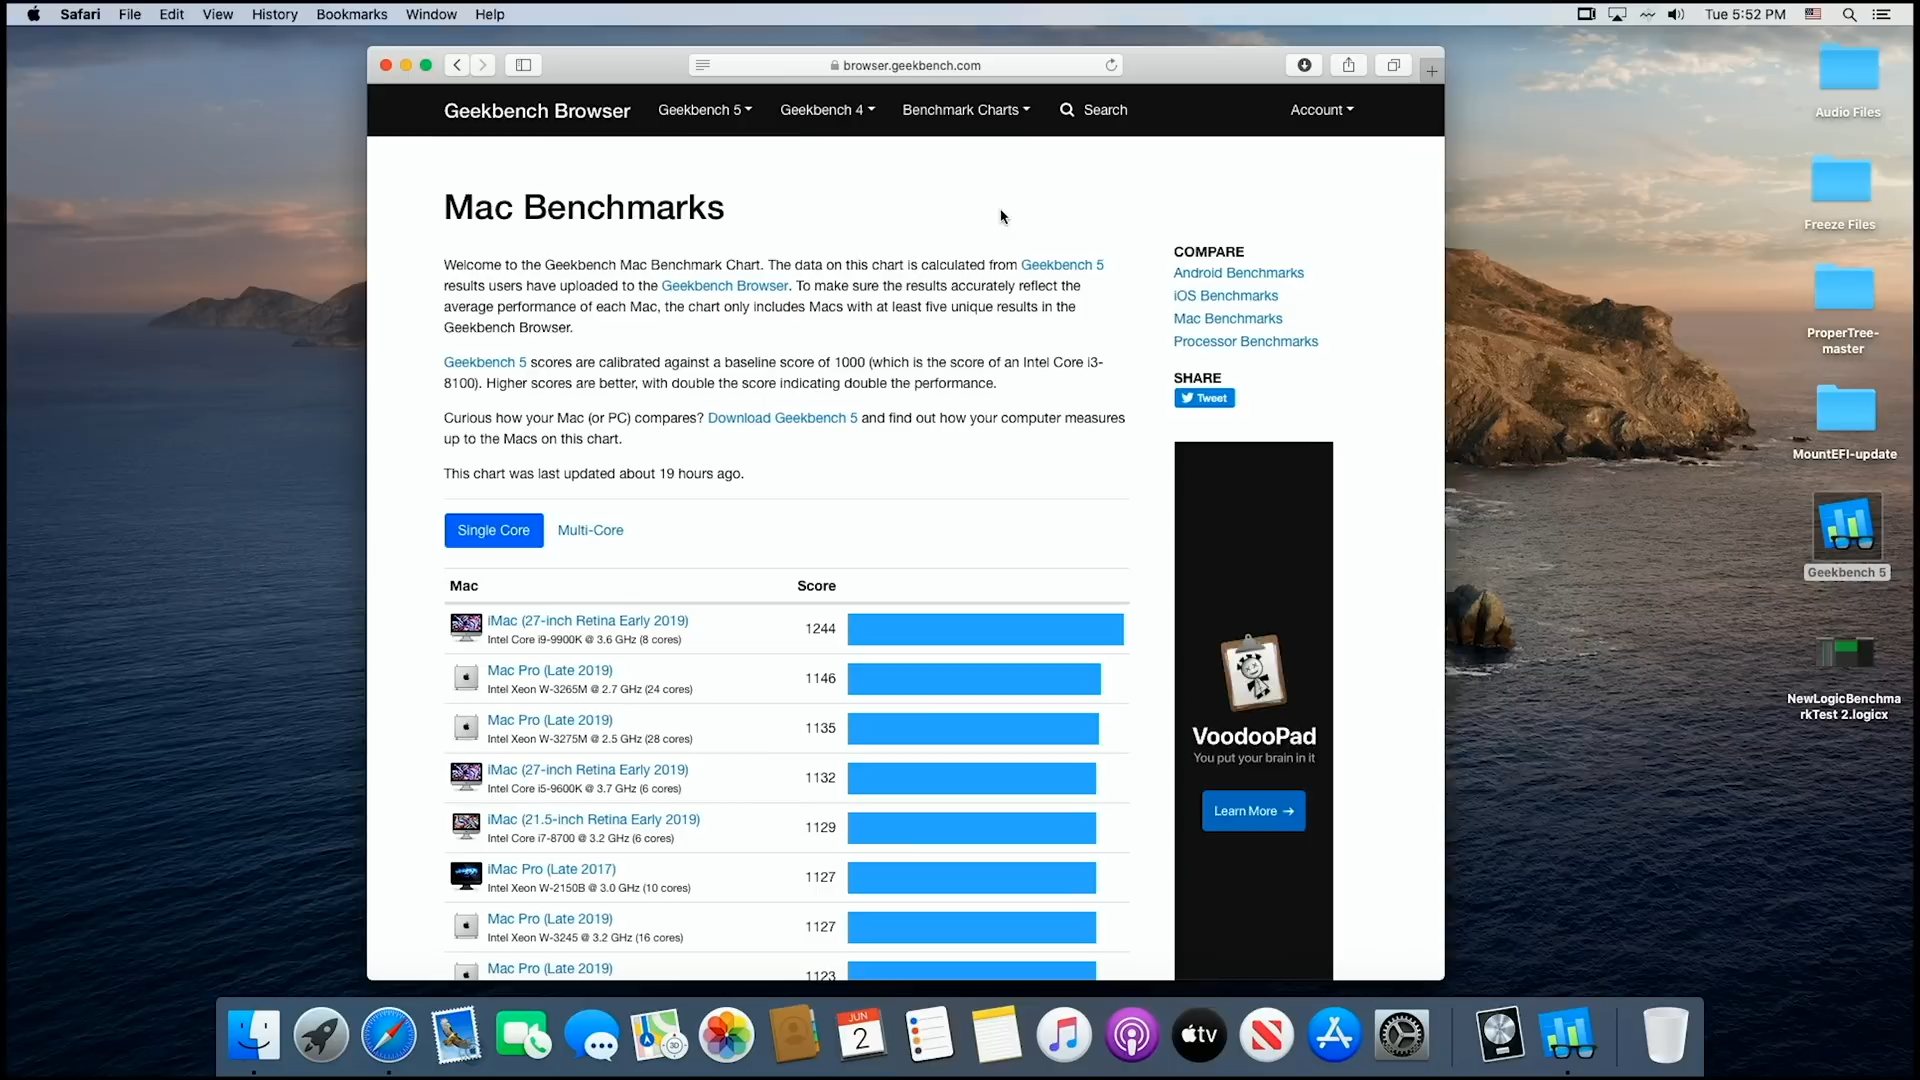 Safari File Edit View History Bookmarks Window Help
Tue 5:52 PM
browser.geekbench.com
Geekbench Browser Geekbench 5 Geekbench 4 Benchmark Charts Search Account
Mac Benchmarks
Welcome to the Geekbench Mac Benchmark Chart. The data on this chart is calculated from Geekbench 5
results users have uploaded to the Geekbench Browser. To make sure the results accurately reflect the
average performance of each Mac, the chart only includes Macs with at least five unique results in the
Geekbench Browser.
Geekbench 5 scores are calibrated against a baseline score of 1000 (which is the score of an Intel Core i3-
8100). Higher scores are better, with double the score indicating double the performance.
Curious how your Mac (or PC) compares? Download Geekbench 5 and find out how your computer measures
up to the Macs on this chart.
This chart was last updated about 19 hours ago.
Single Core Multi-Core
Mac Score
iMac (27-inch Retina Early 2019)
Intel Core i9-9900K @ 3.6 GHz (8 cores)
1244
Mac Pro (Late 2019)
Intel Xeon W-3265M @ 2.7 GHz (24 cores)
1146
Mac Pro (Late 2019)
Intel Xeon W-3275M @ 2.5 GHz (28 cores)
1135
iMac (27-inch Retina Early 2019)
Intel Core i5-9600K @ 3.7 GHz (6 cores)
1132
iMac (21.5-inch Retina Early 2019)
Intel Core i7-8700 @ 3.2 GHz (6 cores)
1129
iMac Pro (Late 2017)
Intel Xeon W-2150B @ 3.0 GHz (10 cores)
1127
Mac Pro (Late 2019)
Intel Xeon W-3245 @ 3.2 GHz (16 cores)
1127
Mac Pro (Late 2019)
1123
COMPARE
Android Benchmarks
iOS Benchmarks
Mac Benchmarks
Processor Benchmarks
SHARE
Tweet
VoodooPad
You put your brain in it
Learn More →
Audio Files
Freeze Files
ProperTree-
master
MountEFI-update
Geekbench 5
NewLogicBenchma
rkTest 2.logicx
3D
JUN
2
tv